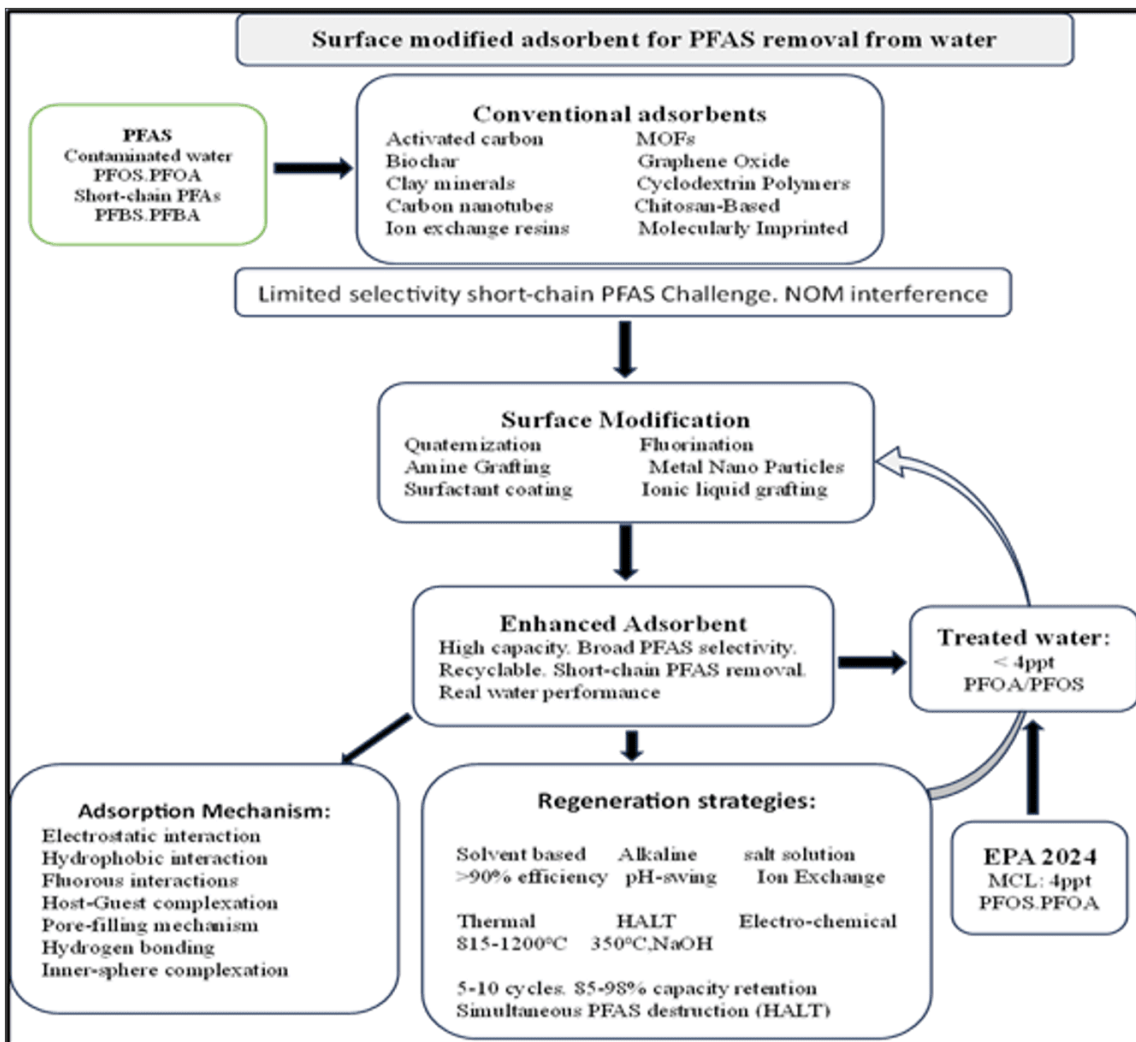 Surface modified adsorbent for PFAS removal from water
PFAS
Contaminated water
PFOS.PFOA
Short-chain PFAs
PFBS.PFBA
Conventional adsorbents
Activated carbon MOFs
Biochar Graphene Oxide
Clay minerals Cyclodextrin Polymers
Carbon nanotubes Chitosan-Based
Ion exchange resins Molecularly Imprinted
Limited selectivity short-chain PFAS Challenge. NOM interference
Surface Modification
Quaternization Fluorination
Amine Grafting Metal Nano Particles
Surfactant coating Ionic liquid grafting
Enhanced Adsorbent
High capacity. Broad PFAS selectivity.
Recyclable. Short-chain PFAS removal.
Real water performance
Treated water:
< 4ppt
PFOA/PFOS
Adsorption Mechanism:
Electrostatic interaction
Hydrophobic interaction
Fluorous interactions
Host-Guest complexation
Pore-filling mechanism
Hydrogen bonding
Inner-sphere complexation
Regeneration strategies:
Solvent based Alkaline salt solution
>90% efficiency pH-swing Ion Exchange
Thermal HALT Electro-chemical
815-1200°C 350°C,NaOH
5-10 cycles. 85-98% capacity retention
Simultaneous PFAS destruction (HALT)
EPA 2024
MCL: 4ppt
PFOS.PFOA